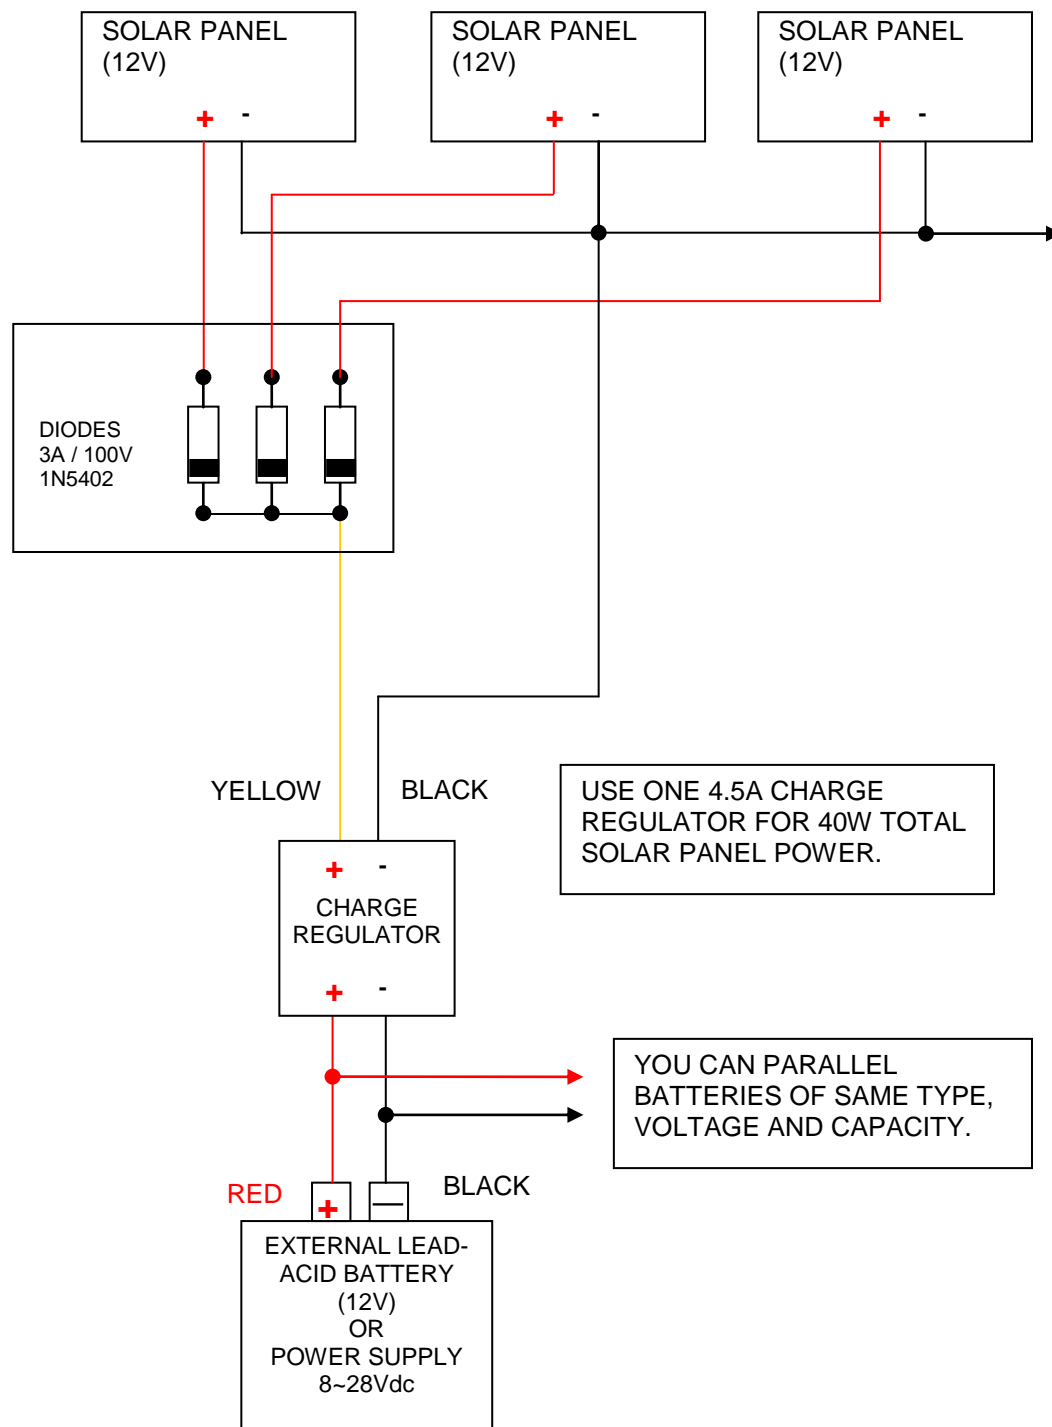 SOLAR PANEL
(12V)
+ -
SOLAR PANEL
(12V)
+ -
SOLAR PANEL
(12V)
+ -
DIODES
3A / 100V
1N5402
YELLOW
BLACK
USE ONE 4.5A CHARGE
REGULATOR FOR 40W TOTAL
SOLAR PANEL POWER.
+ -
CHARGE
REGULATOR
+ -
YOU CAN PARALLEL
BATTERIES OF SAME TYPE,
VOLTAGE AND CAPACITY.
RED
+ —
BLACK
EXTERNAL LEAD-
ACID BATTERY
(12V)
OR
POWER SUPPLY
8~28Vdc